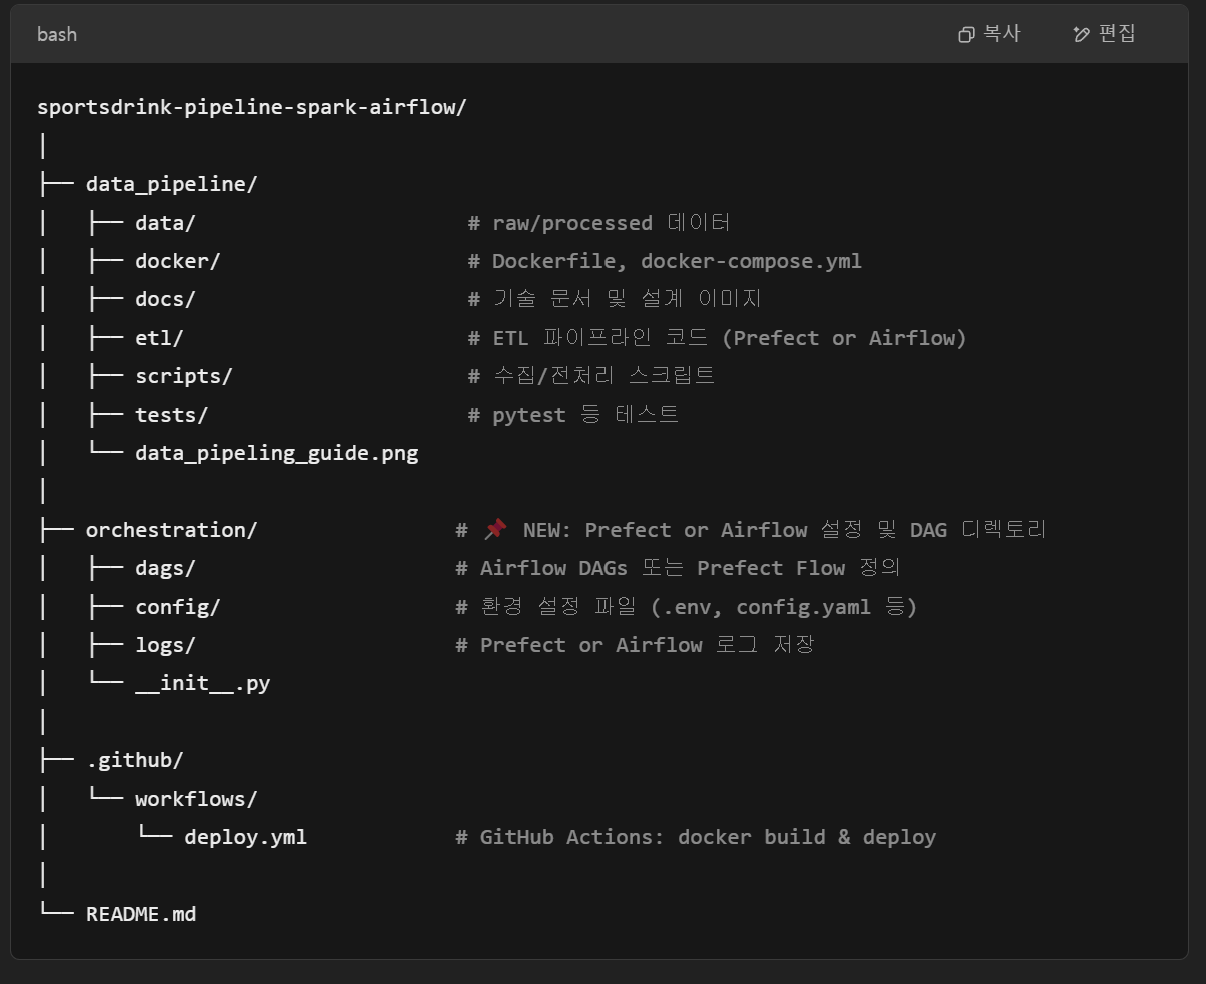 bash
복사
편집
sportsdrink-pipeline-spark-airflow/
│
├── data_pipeline/
│   ├── data/                      # raw/processed 데이터
│   ├── docker/                    # Dockerfile, docker-compose.yml
│   ├── docs/                      # 기술 문서 및 설계 이미지
│   ├── etl/                       # ETL 파이프라인 코드 (Prefect or Airflow)
│   ├── scripts/                   # 수집/전처리 스크립트
│   ├── tests/                     # pytest 등 테스트
│   └── data_pipeling_guide.png
│
├── orchestration/                # 📌 NEW: Prefect or Airflow 설정 및 DAG 디렉토리
│   ├── dags/                     # Airflow DAGs 또는 Prefect Flow 정의
│   ├── config/                   # 환경 설정 파일 (.env, config.yaml 등)
│   ├── logs/                     # Prefect or Airflow 로그 저장
│   └── __init__.py
│
├── .github/
│   └── workflows/
│       └── deploy.yml            # GitHub Actions: docker build & deploy
│
└── README.md